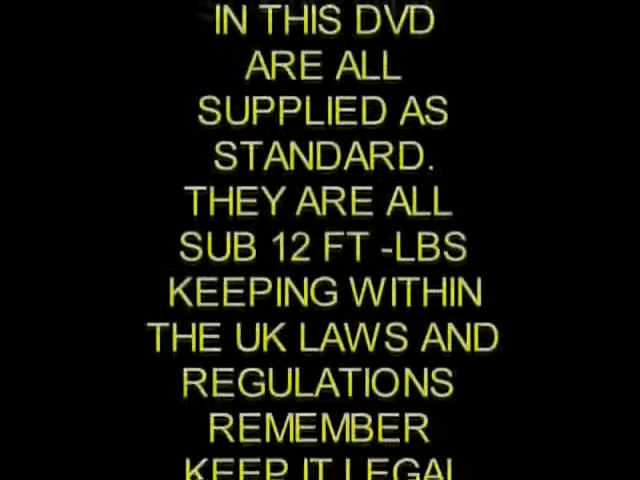 IN THIS DVD
ARE ALL
SUPPLIED AS
STANDARD.
THEY ARE ALL
SUB 12 FT -LBS
KEEPING WITHIN
THE UK LAWS AND
REGULATIONS
REMEMBER
KEEP IT LEGAL